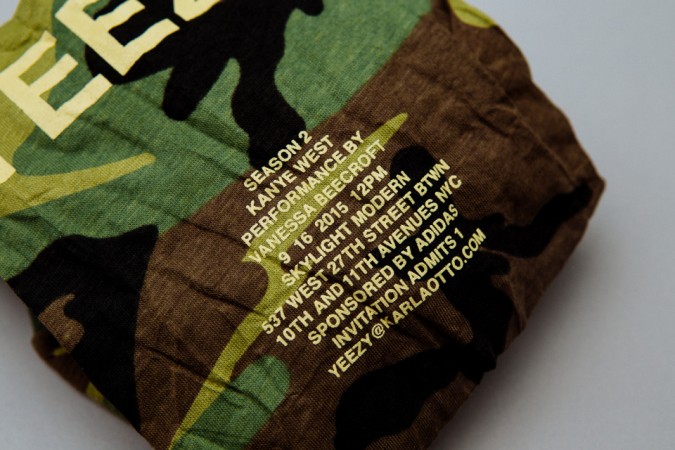 YEEZY
SEASON 2
KANYE WEST
PERFORMANCE BY
VANESSA BEECROFT
9 16 2015 12PM
SKYLIGHT MODERN
537 WEST 27TH STREET BTWN
10TH AND 11TH AVENUES NYC
SPONSORED BY ADIDAS
INVITATION ADMITS 1
YEEZY@KARLAOTTO.COM